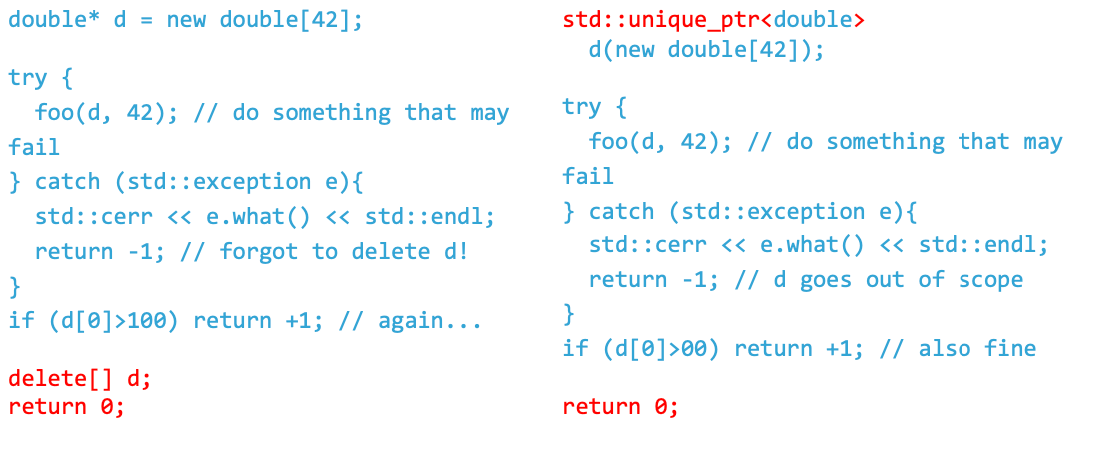 double* d = new double[42];
try {
  foo(d, 42); // do something that may
fail
} catch (std::exception e){
  std::cerr << e.what() << std::endl;
  return -1; // forgot to delete d!
}
if (d[0]>100) return +1; // again...
delete[] d;
return 0;
std::unique_ptr<double>
  d(new double[42]);
try {
  foo(d, 42); // do something that may
fail
} catch (std::exception e){
  std::cerr << e.what() << std::endl;
  return -1; // d goes out of scope
}
if (d[0]>00) return +1; // also fine
return 0;